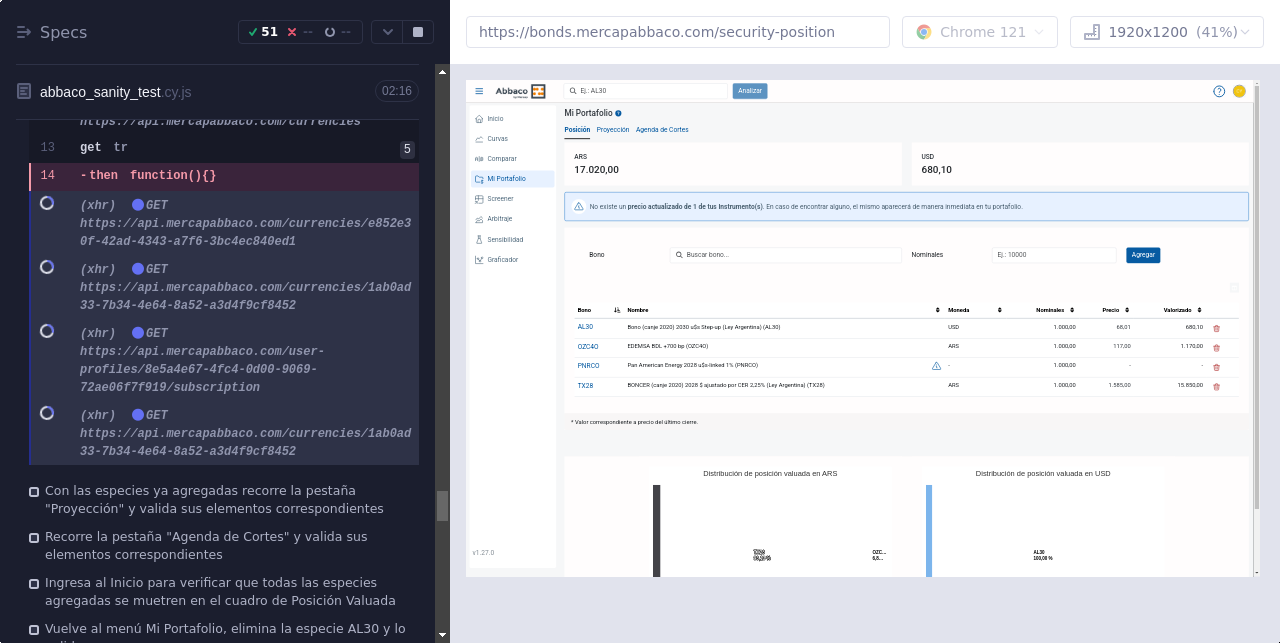 Specs
51
--
--
https://bonds.mercapabbaco.com/security-position
Chrome 121
1920x1200 (41%)
abbaco_sanity_test.cy.js
02:16
https://api.mercapabbaco.com/currencies
13 get tr 5
14 -then function(){}
(xhr) GET
https://api.mercapabbaco.com/currencies/e852e3
0f-42ad-4343-a7f6-3bc4ec840ed1
(xhr) GET
https://api.mercapabbaco.com/currencies/1ab0ad
33-7b34-4e64-8a52-a3d4f9cf8452
(xhr) GET
https://api.mercapabbaco.com/user-
profiles/8e5a4e67-4fc4-0d00-9069-
72ae06f7f919/subscription
(xhr) GET
https://api.mercapabbaco.com/currencies/1ab0ad
33-7b34-4e64-8a52-a3d4f9cf8452
Con las especies ya agregadas recorre la pestaña
"Proyección" y valida sus elementos correspondientes
Recorre la pestaña "Agenda de Cortes" y valida sus
elementos correspondientes
Ingresa al Inicio para verificar que todas las especies
agregadas se muetren en el cuadro de Posición Valuada
Vuelve al menú Mi Portafolio, elimina la especie AL30 y lo
Abbaco
Ej.: AL30
Analizar
Inicio
Curvas
Comparar
Mi Portafolio
Screener
Arbitraje
Sensibilidad
Graficador
v1.27.0
Mi Portafolio
Posición Proyección Agenda de Cortes
ARS
17.020,00
USD
680,10
No existe un precio actualizado de 1 de tus Instrumento(s). En caso de encontrar alguno, el mismo aparecerá de manera inmediata en tu portafolio.
Bono Buscar bono... Nominales Ej.: 10000 Agregar
Bono Nombre Moneda Nominales Precio Valorizado
AL30 Bono (canje 2020) 2030 u$s Step-up (Ley Argentina) (AL30) USD 1.000,00 68,01 680,10
OZC4O EDEMSA BDL +700 bp (OZC4O) ARS 1.000,00 117,00 1.170,00
PNRCO Pan American Energy 2028 u$s-linked 1% (PNRCO) - 1.000,00 - -
TX28 BONCER (canje 2020) 2028 $ ajustado por CER 2,25% (Ley Argentina) (TX28) ARS 1.000,00 1.585,00 15.850,00
* Valor correspondiente a precio del último cierre.
Distribución de posición valuada en ARS
OZC...
6,8...
Distribución de posición valuada en USD
AL30
100,00 %